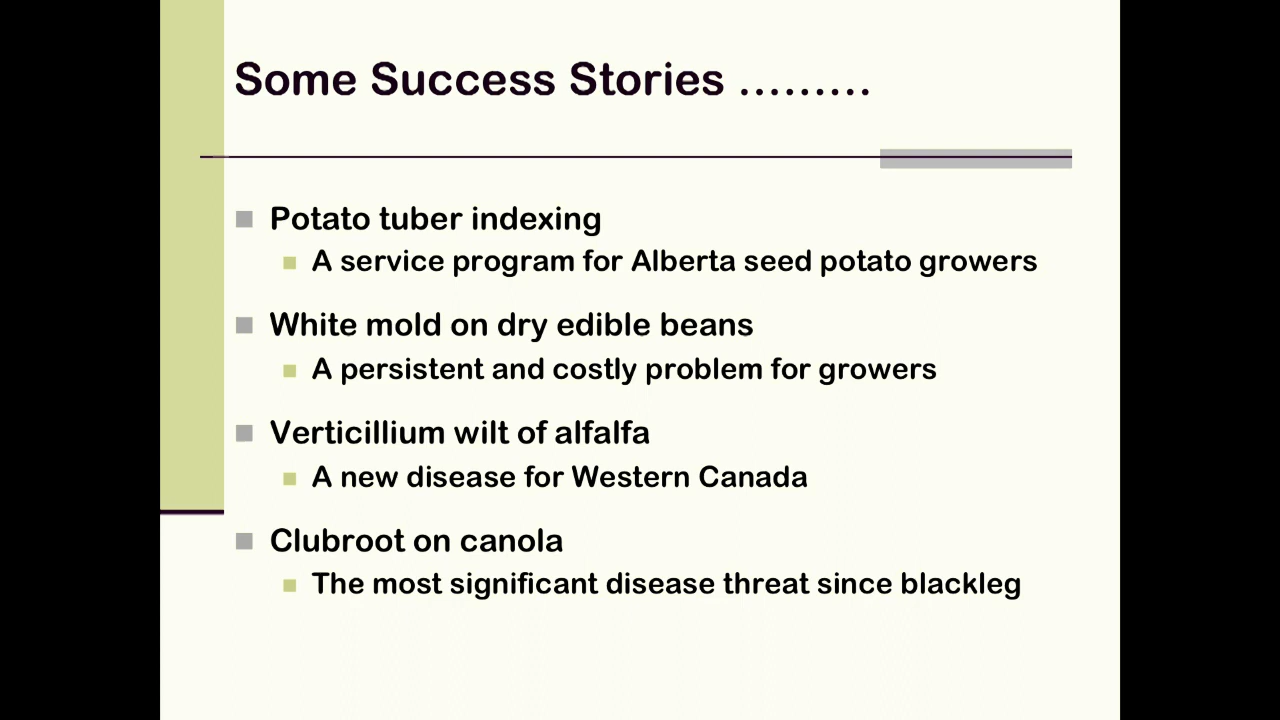 Some Success Stories .........
Potato tuber indexing
A service program for Alberta seed potato growers
White mold on dry edible beans
A persistent and costly problem for growers
Verticillium wilt of alfalfa
A new disease for Western Canada
Clubroot on canola
The most significant disease threat since blackleg